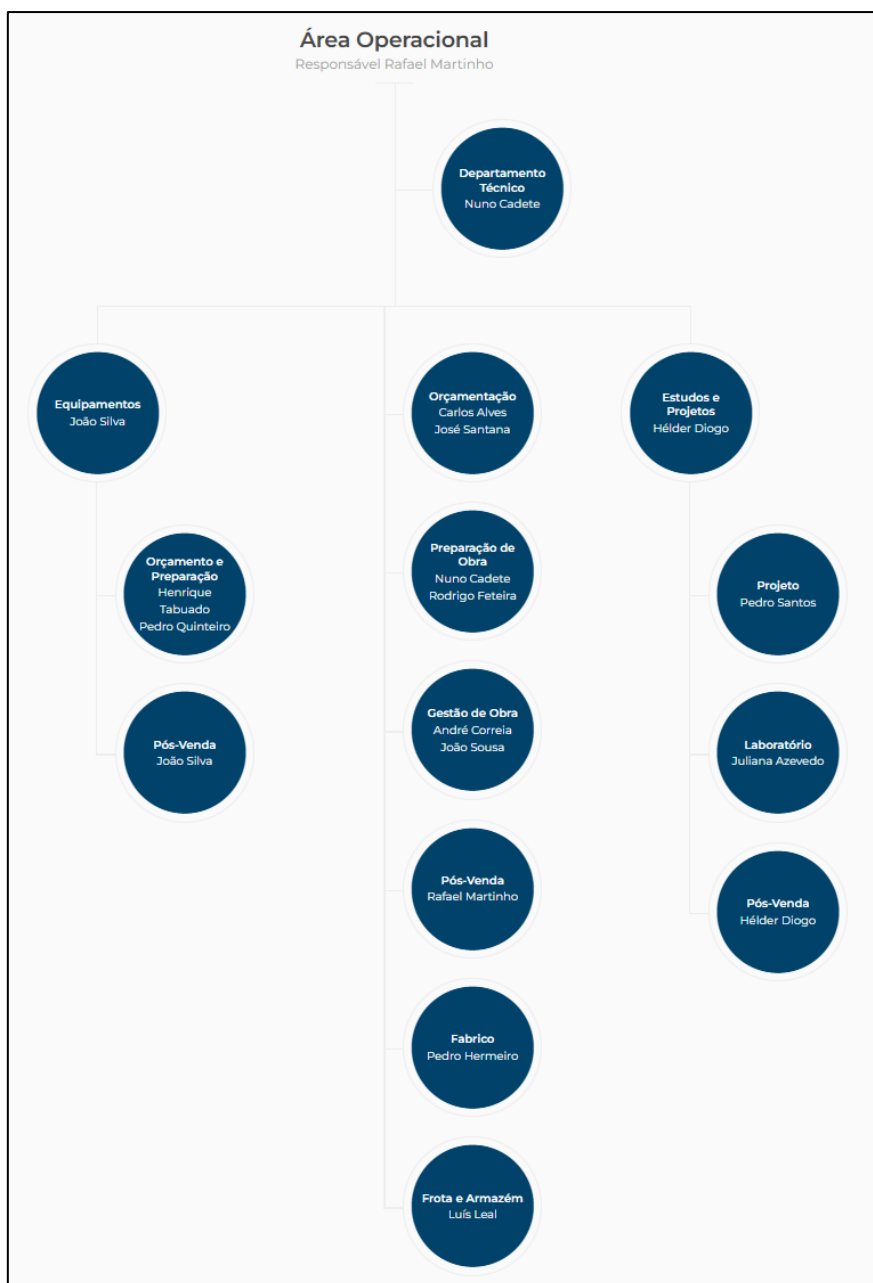 Área Operacional
Responsável Rafael Martinho
Departamento
Técnico
Nuno Cadete
Equipamentos
João Silva
Orçamento e
Preparação
Henrique
Tabuado
Pedro Quinteiro
Pós-Venda
João Silva
Orçamentação
Carlos Alves
José Santana
Preparação de
Obra
Nuno Cadete
Rodrigo Feteira
Gestão de Obra
André Correia
João Sousa
Pós-Venda
Rafael Martinho
Fabrico
Pedro Hermeiro
Frota e Armazém
Luís Leal
Estudos e
Projetos
Hélder Diogo
Projeto
Pedro Santos
Laboratório
Juliana Azevedo
Pós-Venda
Hélder Diogo